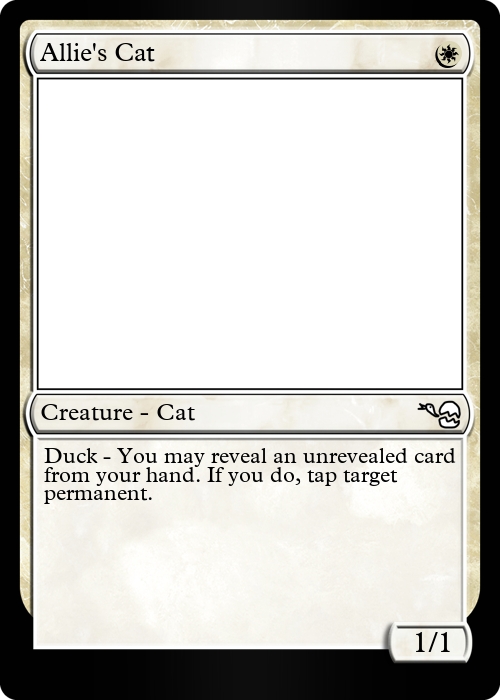 Allie's Cat
Creature - Cat
Duck - You may reveal an unrevealed card
from your hand. If you do, tap target
permanent.
1/1